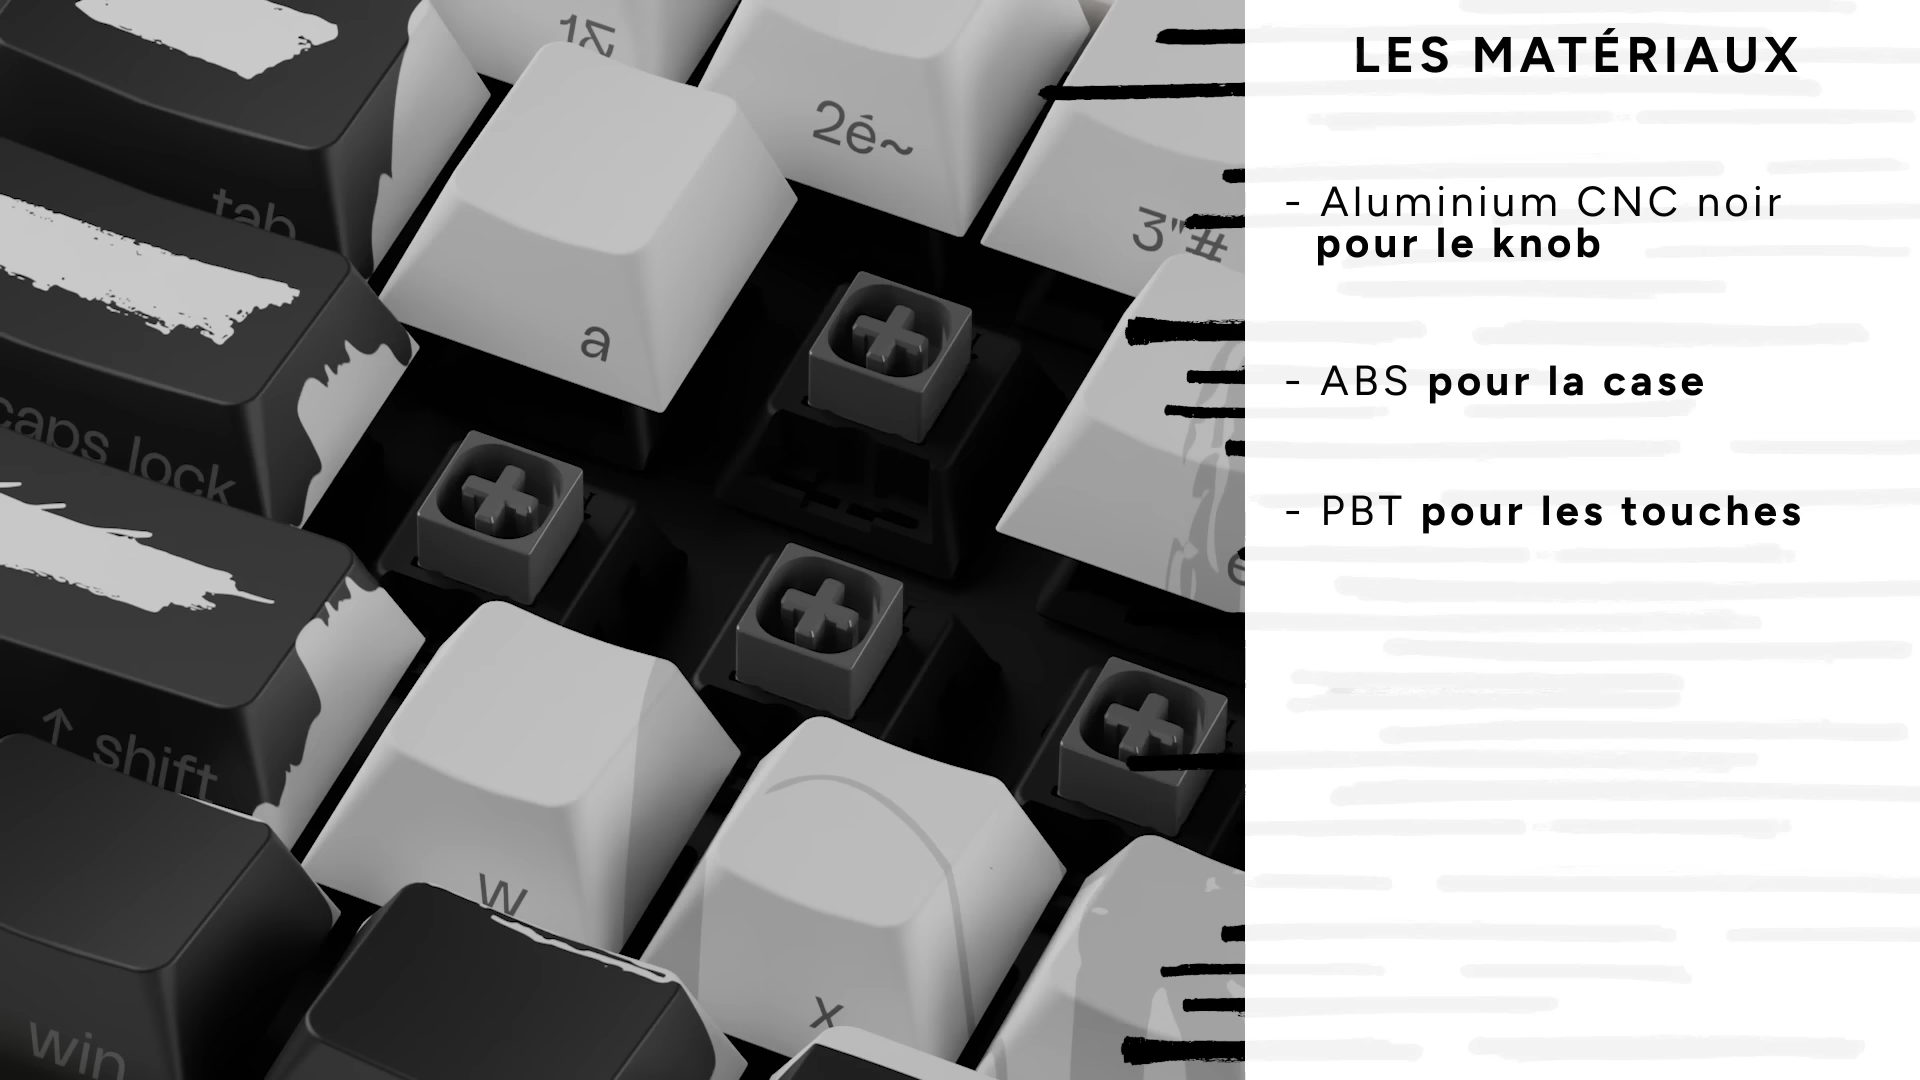 LES MATÉRIAUX
- Aluminium CNC noir
pour le knob
- ABS pour la case
- PBT pour les touches
2é~
3"#
tab
a
caps lock
e
↑ shift
w
x
win